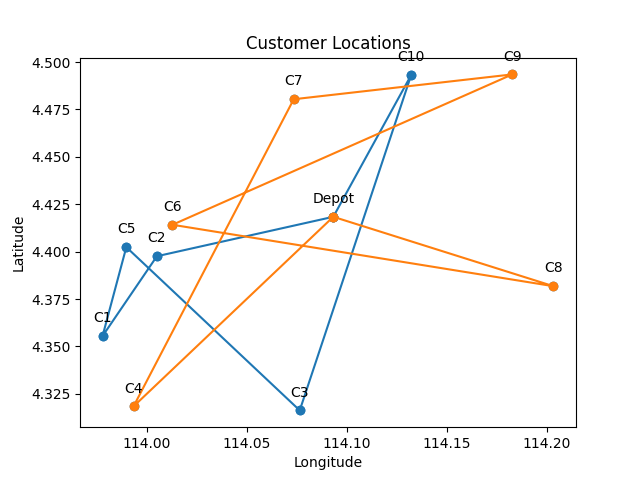 Customer Locations
4.500
4.475
4.450
4.425
4.400
4.375
4.350
4.325
Latitude
C10
C9
C7
Depot
C6
C5
C2
C8
C1
C4
C3
114.00
114.05
114.10
114.15
114.20
Longitude